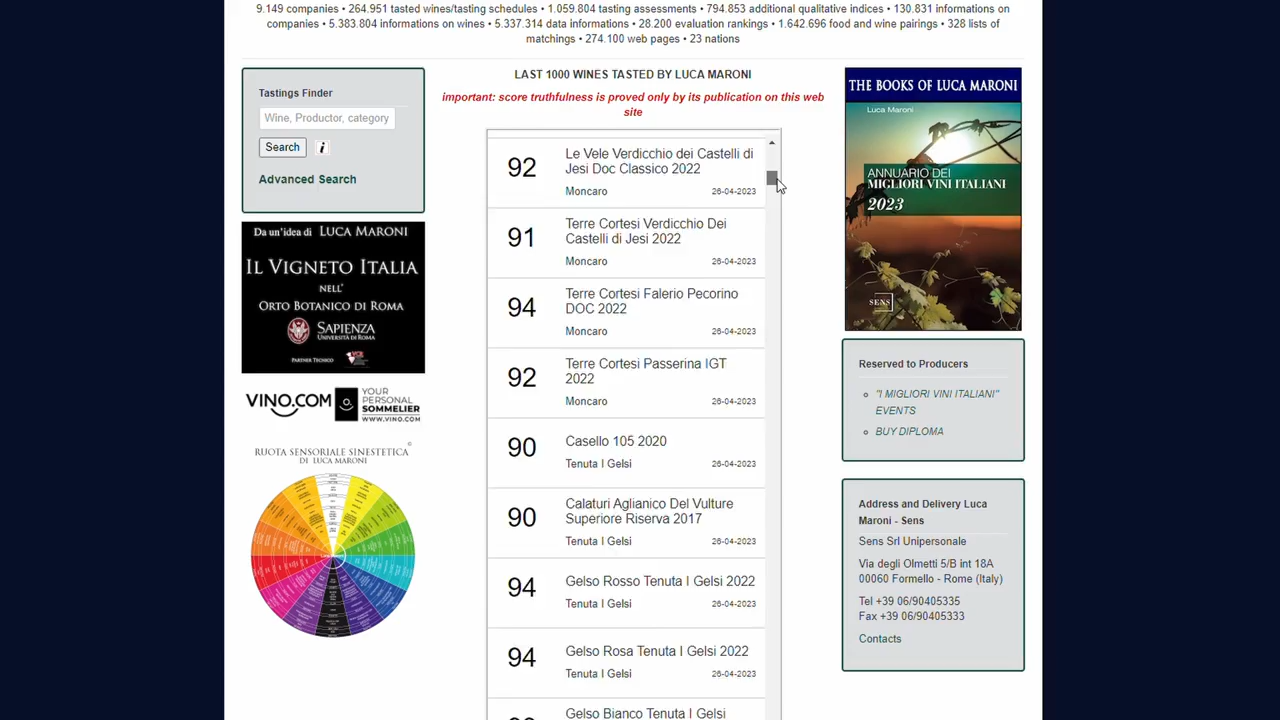 9.149 companies • 264.951 tasted wines/tasting schedules • 1.059.804 tasting assessments • 794.853 additional qualitative indices • 130.831 informations on
companies • 5.383.804 informations on wines • 5.337.314 data informations • 28.200 evaluation rankings • 1.642.696 food and wine pairings • 328 lists of
matchings • 274.100 web pages • 23 nations
Tastings Finder
Wine, Productor, category
Search
i
Advanced Search
Da un'idea di LUCA MARONI
IL VIGNETO ITALIA
NELL'
ORTO BOTANICO DI ROMA
SAPIENZA
UNIVERSITÀ DI ROMA
PARTNER TECNICO
VCR
VINO.COM
YOUR
PERSONAL
SOMMELIER
WWW.VINO.COM
RUOTA SENSORIALE SINESTETICA©
DI LUCA MARONI
LAST 1000 WINES TASTED BY LUCA MARONI
important: score truthfulness is proved only by its publication on this web
site
92
Le Vele Verdicchio dei Castelli di
Jesi Doc Classico 2022
Moncaro 26-04-2023
91
Terre Cortesi Verdicchio Dei
Castelli di Jesi 2022
Moncaro 26-04-2023
94
Terre Cortesi Falerio Pecorino
DOC 2022
Moncaro 26-04-2023
92
Terre Cortesi Passerina IGT
2022
Moncaro 26-04-2023
90
Casello 105 2020
Tenuta I Gelsi 26-04-2023
90
Calaturi Aglianico Del Vulture
Superiore Riserva 2017
Tenuta I Gelsi 26-04-2023
94
Gelso Rosso Tenuta I Gelsi 2022
Tenuta I Gelsi 26-04-2023
94
Gelso Rosa Tenuta I Gelsi 2022
Tenuta I Gelsi 26-04-2023
Gelso Bianco Tenuta I Gelsi
THE BOOKS OF LUCA MARONI
Luca Maroni
ANNUARIO DEI
MIGLIORI VINI ITALIANI
2023
SENS
Reserved to Producers
"I MIGLIORI VINI ITALIANI"
EVENTS
BUY DIPLOMA
Address and Delivery Luca
Maroni - Sens
Sens Srl Unipersonale
Via degli Olmetti 5/B int 18A
00060 Formello - Rome (Italy)
Tel +39 06/90405335
Fax +39 06/90405333
Contacts